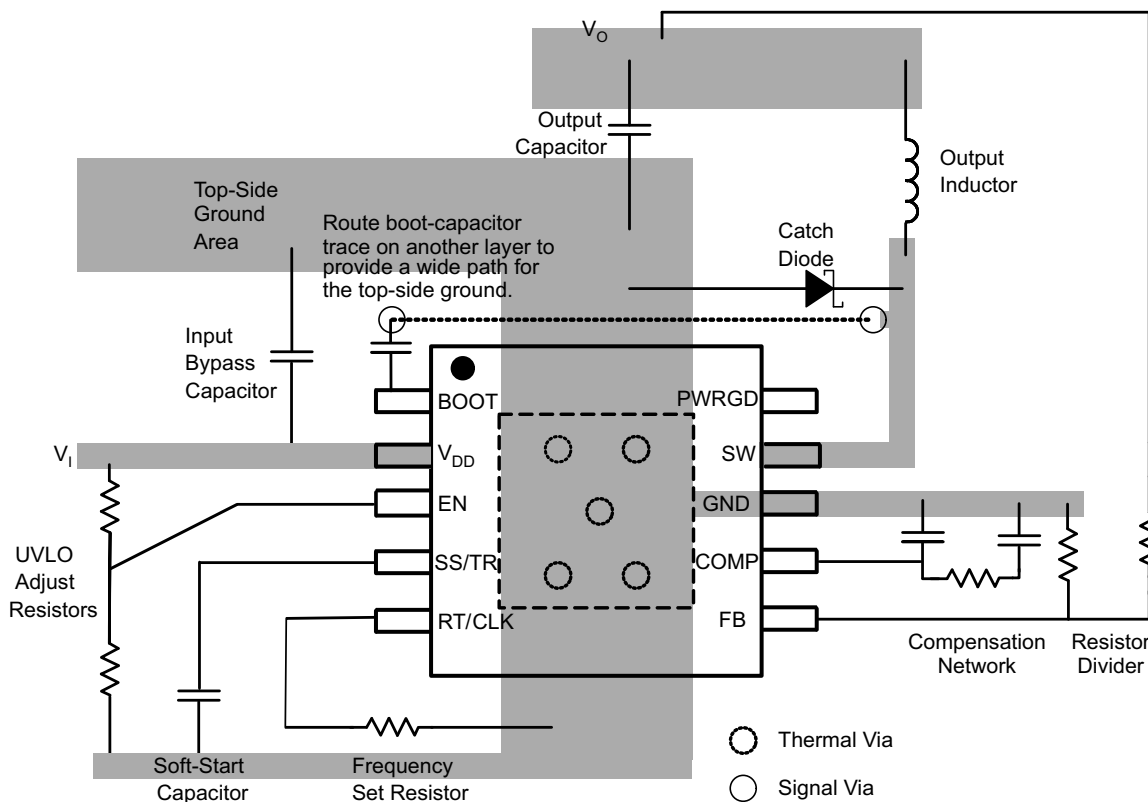 V_O
Output
Capacitor
Output
Inductor
Top-Side
Ground
Area
Route boot-capacitor
trace on another layer to
provide a wide path for
the top-side ground.
Catch
Diode
Input
Bypass
Capacitor
BOOT
PWRGD
V_I
V_DD
SW
EN
GND
UVLO
Adjust
Resistors
SS/TR
COMP
RT/CLK
FB
Compensation
Network
Resistor
Divider
Soft-Start
Capacitor
Frequency
Set Resistor
Thermal Via
Signal Via